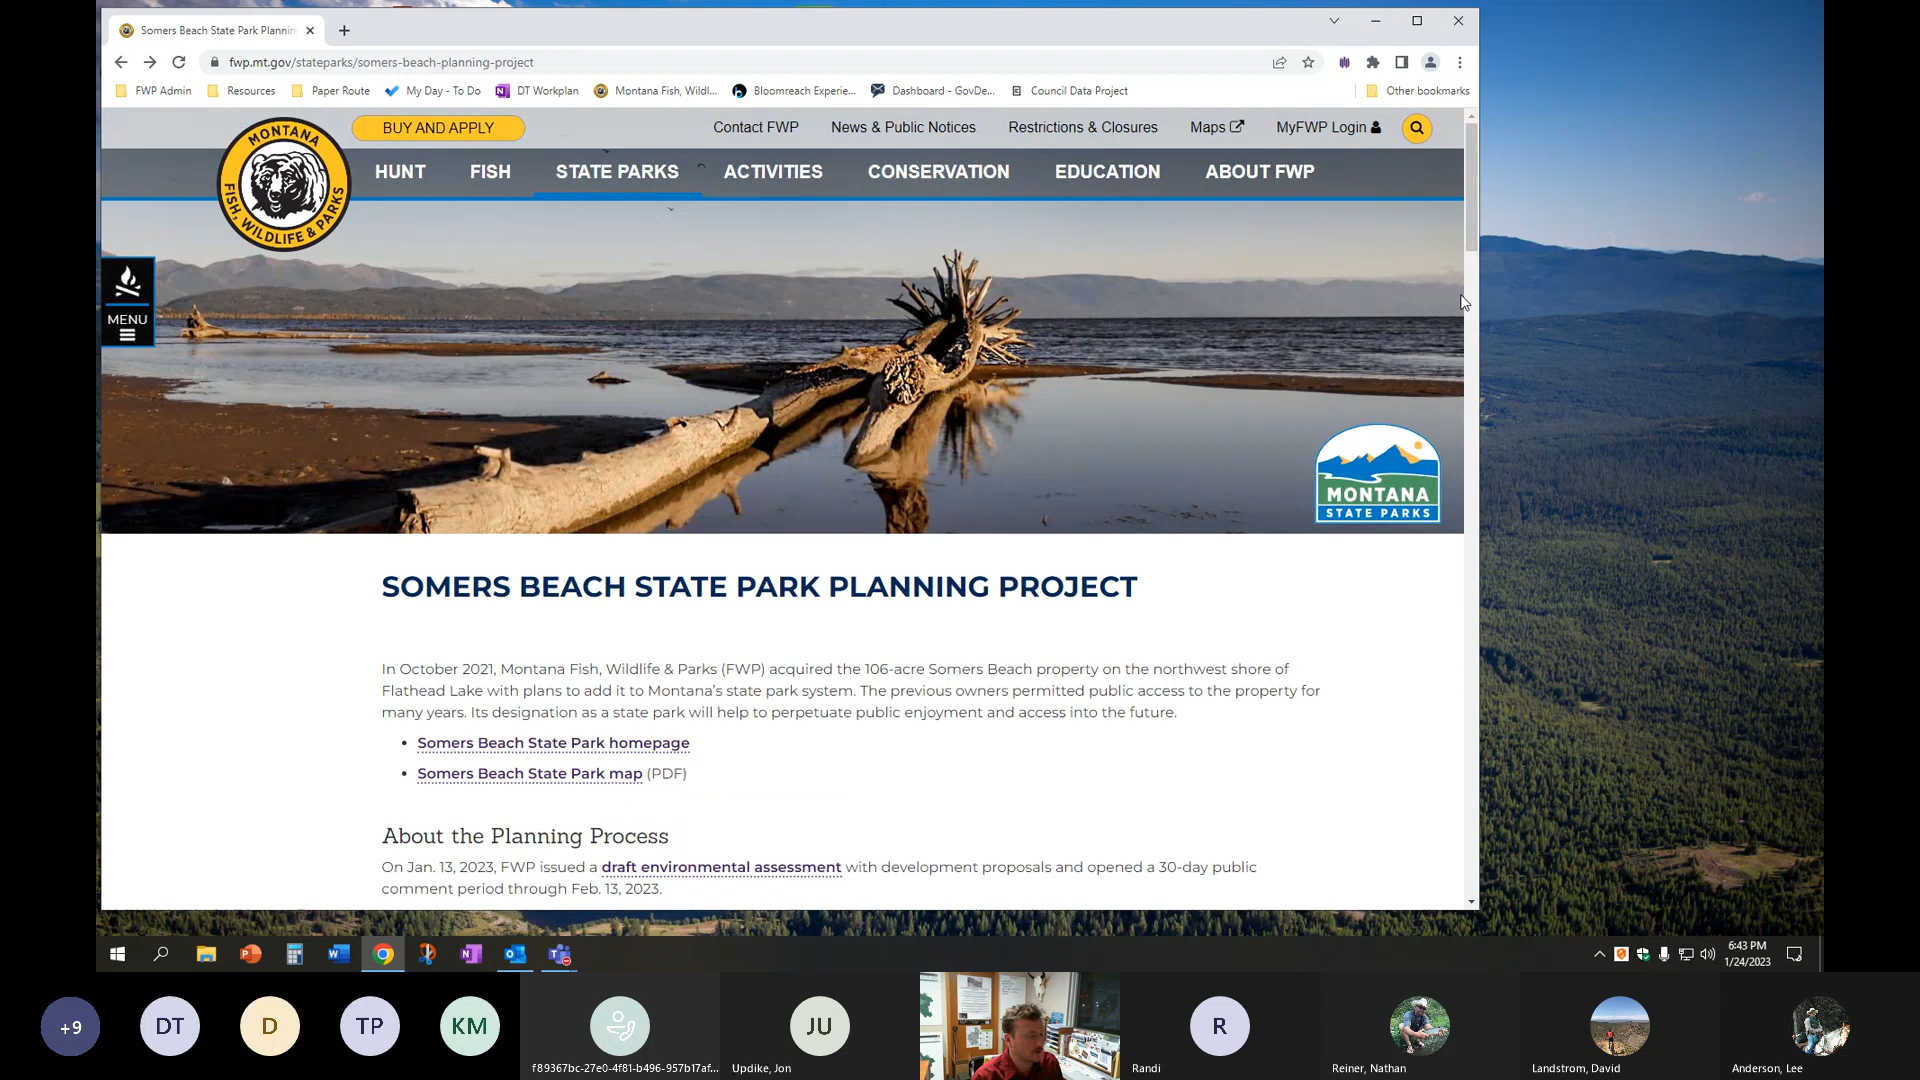 Somers Beach State Park Plannin
fwp.mt.gov/stateparks/somers-beach-planning-project
FWP Admin
Resources
Paper Route
My Day - To Do
DT Workplan
Montana Fish, Wildl...
Bloomreach Experie...
Dashboard - GovDe...
Council Data Project
Other bookmarks
BUY AND APPLY
Contact FWP
News & Public Notices
Restrictions & Closures
Maps
MyFWP Login
MONTANA
FISH, WILDLIFE & PARKS
HUNT
FISH
STATE PARKS
ACTIVITIES
CONSERVATION
EDUCATION
ABOUT FWP
MENU
MONTANA
STATE PARKS
SOMERS BEACH STATE PARK PLANNING PROJECT
In October 2021, Montana Fish, Wildlife & Parks (FWP) acquired the 106-acre Somers Beach property on the northwest shore of
Flathead Lake with plans to add it to Montana's state park system. The previous owners permitted public access to the property for
many years. Its designation as a state park will help to perpetuate public enjoyment and access into the future.
• Somers Beach State Park homepage
• Somers Beach State Park map (PDF)
About the Planning Process
On Jan. 13, 2023, FWP issued a draft environmental assessment with development proposals and opened a 30-day public
comment period through Feb. 13, 2023.
6:43 PM
1/24/2023
+9
DT
D
TP
KM
f89367bc-27e0-4f81-b496-957b17af...
JU
Updike, Jon
R
Randi
Reiner, Nathan
Landstrom, David
Anderson, Lee